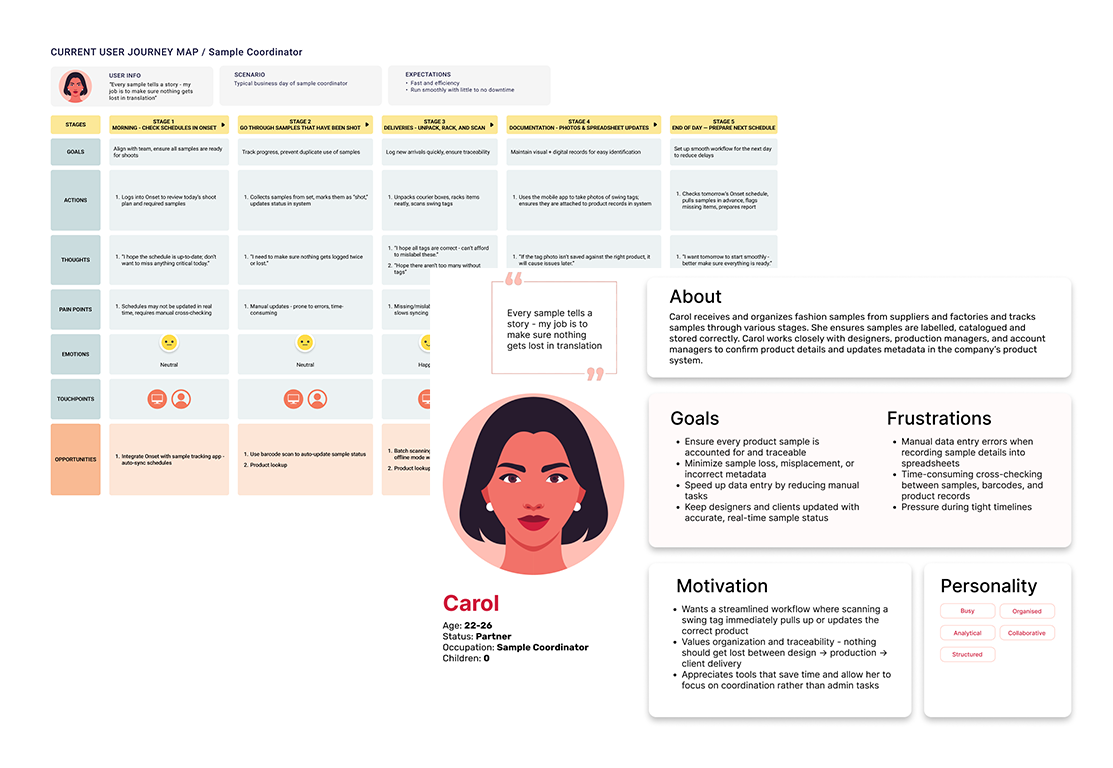 CURRENT USER JOURNEY MAP / Sample Coordinator
USER INFO
"Every sample tells a story - my
job is to make sure nothing gets
lost in translation"
SCENARIO
Typical business day of sample coordinator
EXPECTATIONS
• Fast and efficiency
• Run smoothly with little to no downtime
STAGES
STAGE 1
MORNING - CHECK SCHEDULES IN ONSET
STAGE 2
GO THROUGH SAMPLES THAT HAVE BEEN SHOT
STAGE 3
DELIVERIES - UNPACK, RACK, AND SCAN
STAGE 4
DOCUMENTATION - PHOTOS & SPREADSHEET UPDATES
STAGE 5
END OF DAY — PREPARE NEXT SCHEDULE
GOALS
Align with team, ensure all samples are ready
for shoots
Track progress, prevent duplicate use of samples
Log new arrivals quickly, ensure traceability
Maintain visual + digital records for easy identification
Set up smooth workflow for the next day
to reduce delays
ACTIONS
1. Logs into Onset to review today's shoot
plan and required samples
1. Collects samples from set, marks them as "shot,"
updates status in system
1. Unpacks courier boxes, racks items
neatly, scans swing tags
1. Uses the mobile app to take photos of swing tags;
ensures they are attached to product records in system
1. Checks tomorrow's Onset schedule,
pulls samples in advance, flags
missing items, prepares report
THOUGHTS
1. "I hope the schedule is up-to-date; don't
want to miss anything critical today."
1. "I need to make sure nothing gets logged twice
or lost."
1. "I hope all tags are correct - can't afford
to mislabel these."
2. "Hope there aren't too many without
tags"
1. "If the tag photo isn't saved against the right product, it
will cause issues later."
1. "I want tomorrow to start smoothly -
better make sure everything is ready."
PAIN POINTS
1. Schedules may not be updated in real
time, requires manual cross-checking
1. Manual updates - prone to errors, time-
consuming
1. Missing/mislab
slows syncing
EMOTIONS
Neutral
Neutral
Happ
TOUCHPOINTS
OPPORTUNITIES
1. Integrate Onset with sample tracking app -
auto-sync schedules
1. Use barcode scan to auto-update sample status
2. Product lookup
1. Batch scanning
offline mode w
2. Product lookup
Every sample tells a
story - my job is to
make sure nothing
gets lost in translation
Carol
Age: 22-26
Status: Partner
Occupation: Sample Coordinator
Children: 0
About
Carol receives and organizes fashion samples from suppliers and factories and tracks
samples through various stages. She ensures samples are labelled, catalogued and
stored correctly. Carol works closely with designers, production managers, and account
managers to confirm product details and updates metadata in the company's product
system.
Goals
• Ensure every product sample is
accounted for and traceable
• Minimize sample loss, misplacement, or
incorrect metadata
• Speed up data entry by reducing manual
tasks
• Keep designers and clients updated with
accurate, real-time sample status
Frustrations
• Manual data entry errors when
recording sample details into
spreadsheets
• Time-consuming cross-checking
between samples, barcodes, and
product records
• Pressure during tight timelines
Motivation
• Wants a streamlined workflow where scanning a
swing tag immediately pulls up or updates the
correct product
• Values organization and traceability - nothing
should get lost between design → production →
client delivery
• Appreciates tools that save time and allow her to
focus on coordination rather than admin tasks
Personality
Busy
Organised
Analytical
Collaborative
Structured